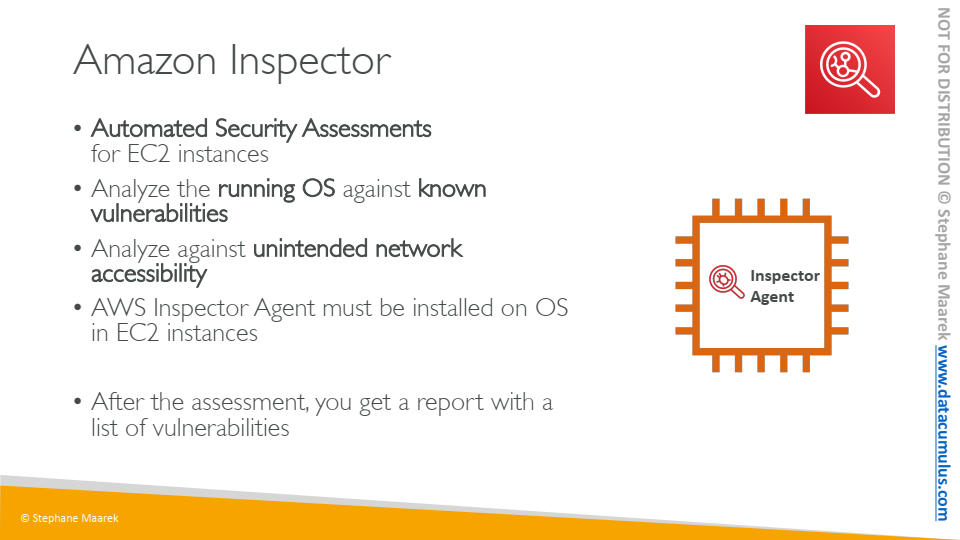 Amazon Inspector
• Automated Security Assessments
for EC2 instances
• Analyze the running OS against known
vulnerabilities
• Analyze against unintended network
accessibility
• AWS Inspector Agent must be installed on OS
in EC2 instances
• After the assessment, you get a report with a
list of vulnerabilities
Inspector
Agent
© Stephane Maarek
NOT FOR DISTRIBUTION © Stephane Maarek www.datacumulus.com